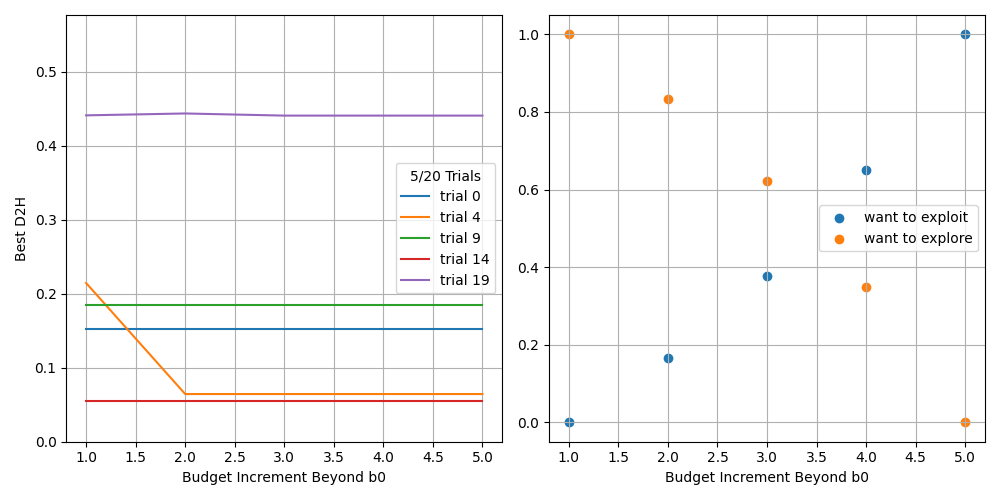 0.5
0.4
0.3
0.2
0.1
0.0
Best D2H
1.0 1.5 2.0 2.5 3.0 3.5 4.0 4.5 5.0
Budget Increment Beyond b0
5/20 Trials
trial 0
trial 4
trial 9
trial 14
trial 19
1.0
0.8
0.6
0.4
0.2
0.0
1.0 1.5 2.0 2.5 3.0 3.5 4.0 4.5 5.0
Budget Increment Beyond b0
want to exploit
want to explore